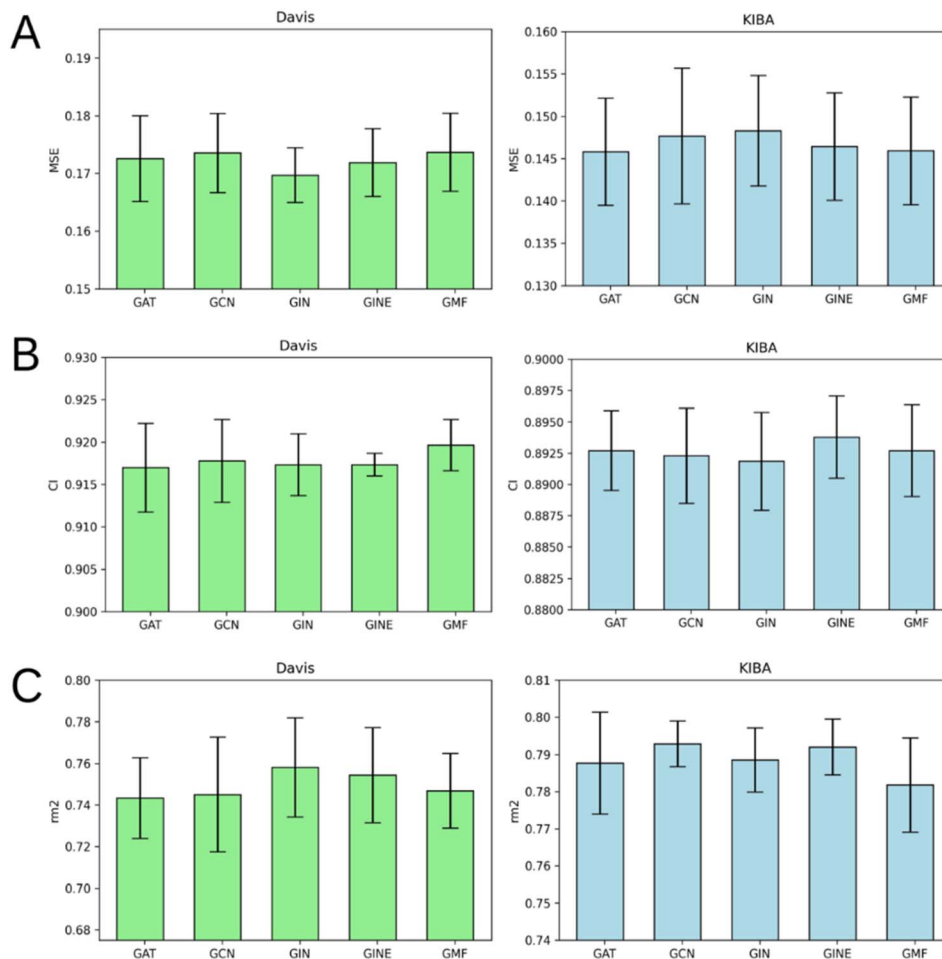 A
Davis
MSE
0.19
0.18
0.17
0.16
0.15
GAT GCN GIN GINE GMF
KIBA
MSE
0.160
0.155
0.150
0.145
0.140
0.135
0.130
GAT GCN GIN GINE GMF
B
Davis
CI
0.930
0.925
0.920
0.915
0.910
0.905
0.900
GAT GCN GIN GINE GMF
KIBA
CI
0.9000
0.8975
0.8950
0.8925
0.8900
0.8875
0.8850
0.8825
0.8800
GAT GCN GIN GINE GMF
C
Davis
rm2
0.80
0.78
0.76
0.74
0.72
0.70
0.68
GAT GCN GIN GINE GMF
KIBA
rm2
0.81
0.80
0.79
0.78
0.77
0.76
0.75
0.74
GAT GCN GIN GINE GMF